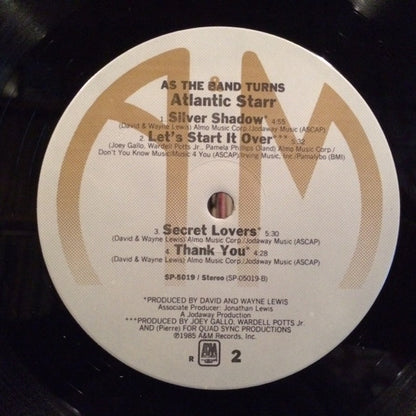 AS THE BAND TURNS
Atlantic Starr
1. Silver Shadow* 4:55
(David & Wayne Lewis) Almo Music Corp./Jodaway Music (ASCAP)
2. Let's Start It Over*** 5:32
(Joey Gallo, Wardell Potts Jr., Pamela Phillips Oland) Almo Music Corp./
Don't You Know Music/Music 4 You (ASCAP)Irving Music, Inc./Pamalybo (BMI)
3. Secret Lovers* 5:30
(David & Wayne Lewis) Almo Music Corp./Jodaway Music (ASCAP)
4. Thank You* 4:28
(David & Wayne Lewis) Almo Music Corp./Jodaway Music (ASCAP)
SP-5019 / Stereo (SP-05019-B)
*PRODUCED BY DAVID AND WAYNE LEWIS
Associate Producer: Jonathan Lewis
A Jodaway Production
***PRODUCED BY JOEY GALLO, WARDELL POTTS JR.
AND (Pierre) FOR QUAD SYNC PRODUCTIONS
℗1985 A&M Records, Inc.
R A&M RECORDS 2